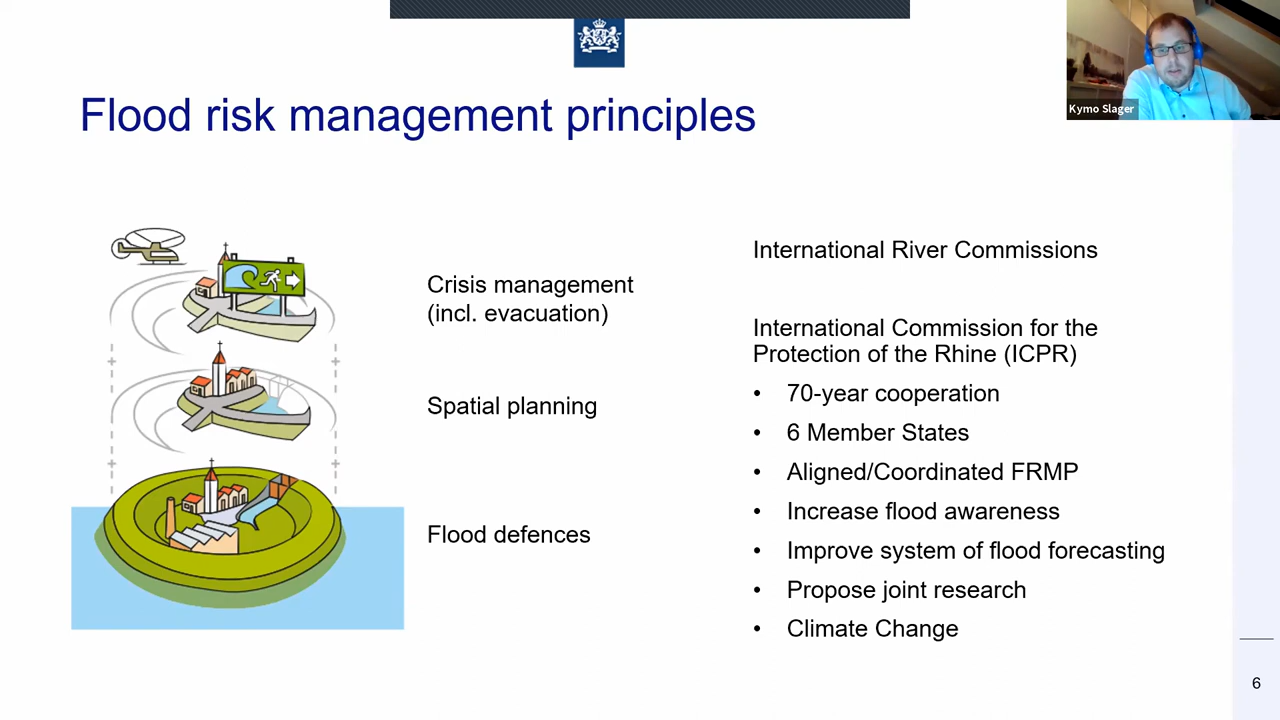 Kymo Slager
Flood risk management principles
Crisis management
(incl. evacuation)
Spatial planning
Flood defences
International River Commissions
International Commission for the
Protection of the Rhine (ICPR)
• 70-year cooperation
• 6 Member States
• Aligned/Coordinated FRMP
• Increase flood awareness
• Improve system of flood forecasting
• Propose joint research
• Climate Change
6